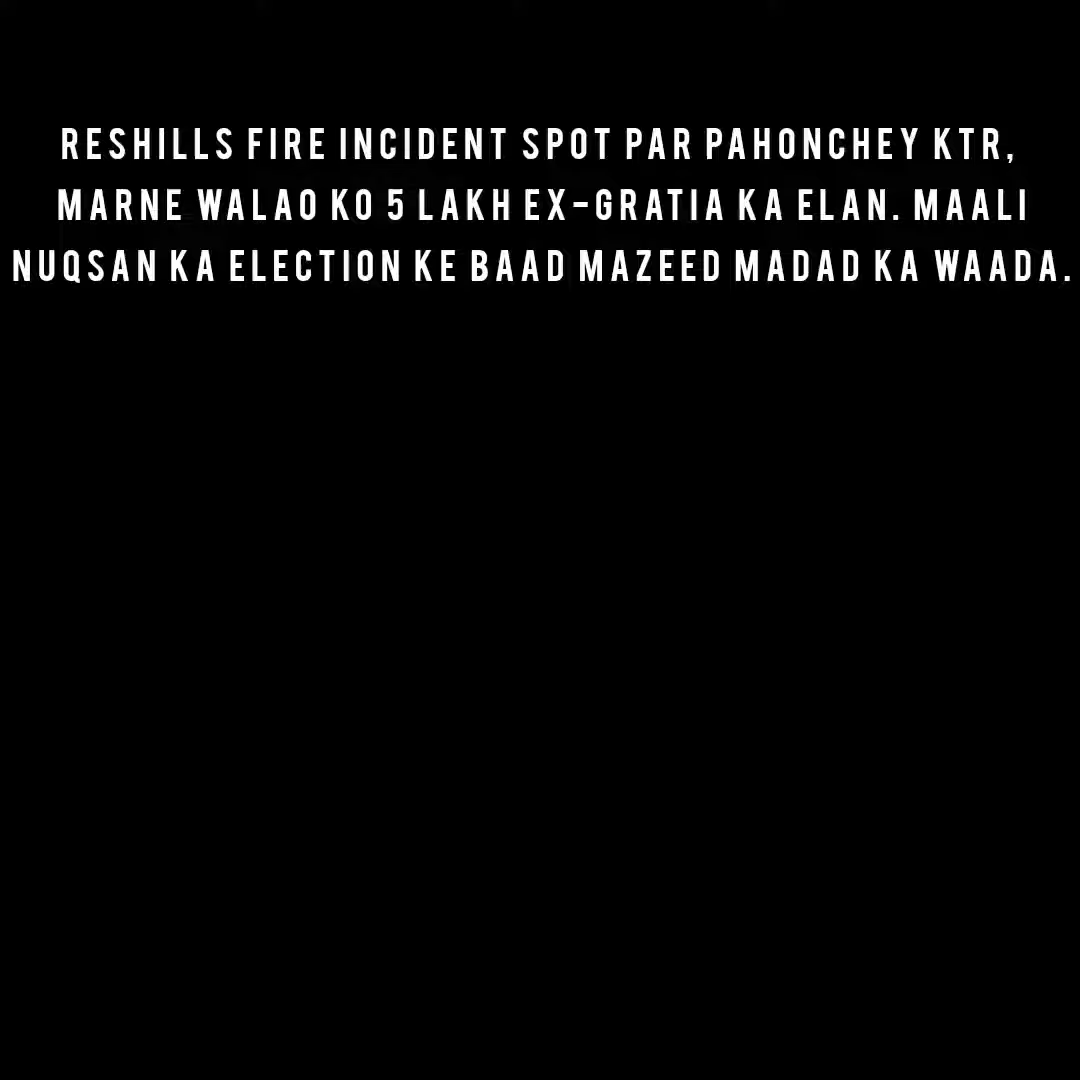 RESHILLS FIRE INCIDENT SPOT PAR PAHONCHEY KTR,
MARNE WALAO KO 5 LAKH EX-GRATIA KA ELAN. MAALI
NUQSAN KA ELECTION KE BAAD MAZEED MADAD KA WAADA.